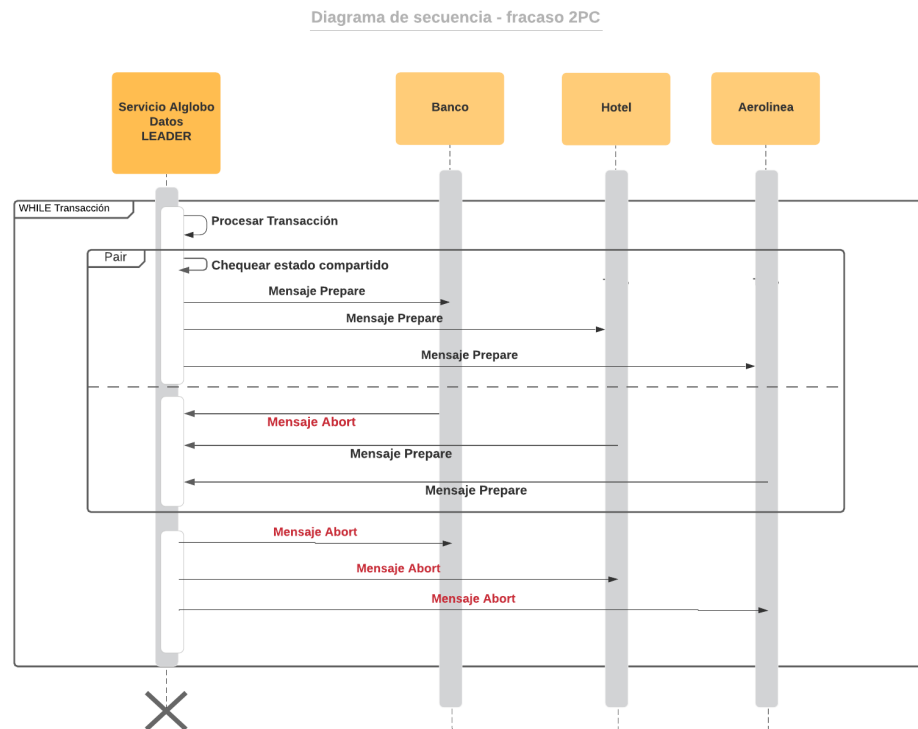 Diagrama de secuencia - fracaso 2PC
Servicio Alglobo
Datos
LEADER
Banco
Hotel
Aerolinea
WHILE Transacción
Procesar Transacción
Pair
Chequear estado compartido
Mensaje Prepare
Mensaje Prepare
Mensaje Prepare
Mensaje Abort
Mensaje Prepare
Mensaje Prepare
Mensaje Abort
Mensaje Abort
Mensaje Abort